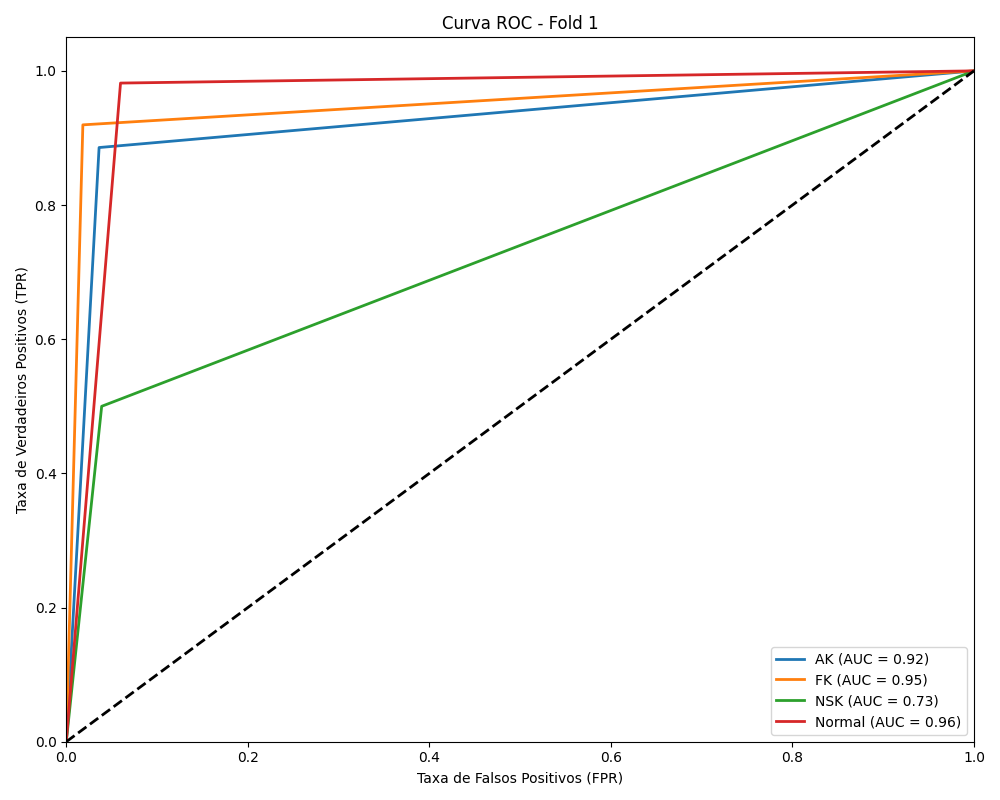 Curva ROC - Fold 1
Taxa de Verdadeiros Positivos (TPR)
1.0
0.8
0.6
0.4
0.2
0.0
0.0 0.2 0.4 0.6 0.8 1.0
Taxa de Falsos Positivos (FPR)
AK (AUC = 0.92)
FK (AUC = 0.95)
NSK (AUC = 0.73)
Normal (AUC = 0.96)